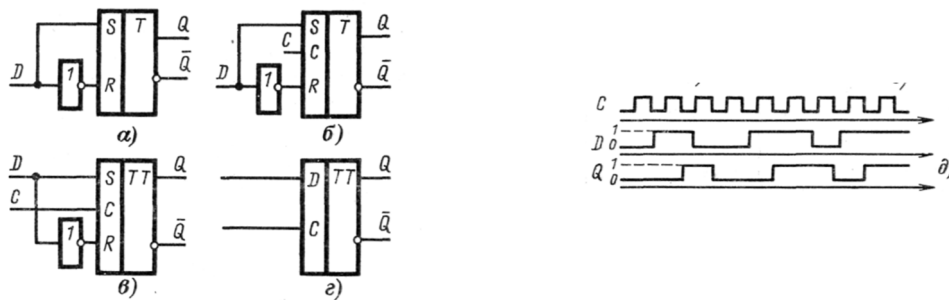 D 1 S R T Q Q̄
а)
D 1 C S C R T Q Q̄
б)
D C 1 S C R TT Q Q̄
в)
D C TT Q Q̄
г)
C
D 1 0
Q 1 0
д)